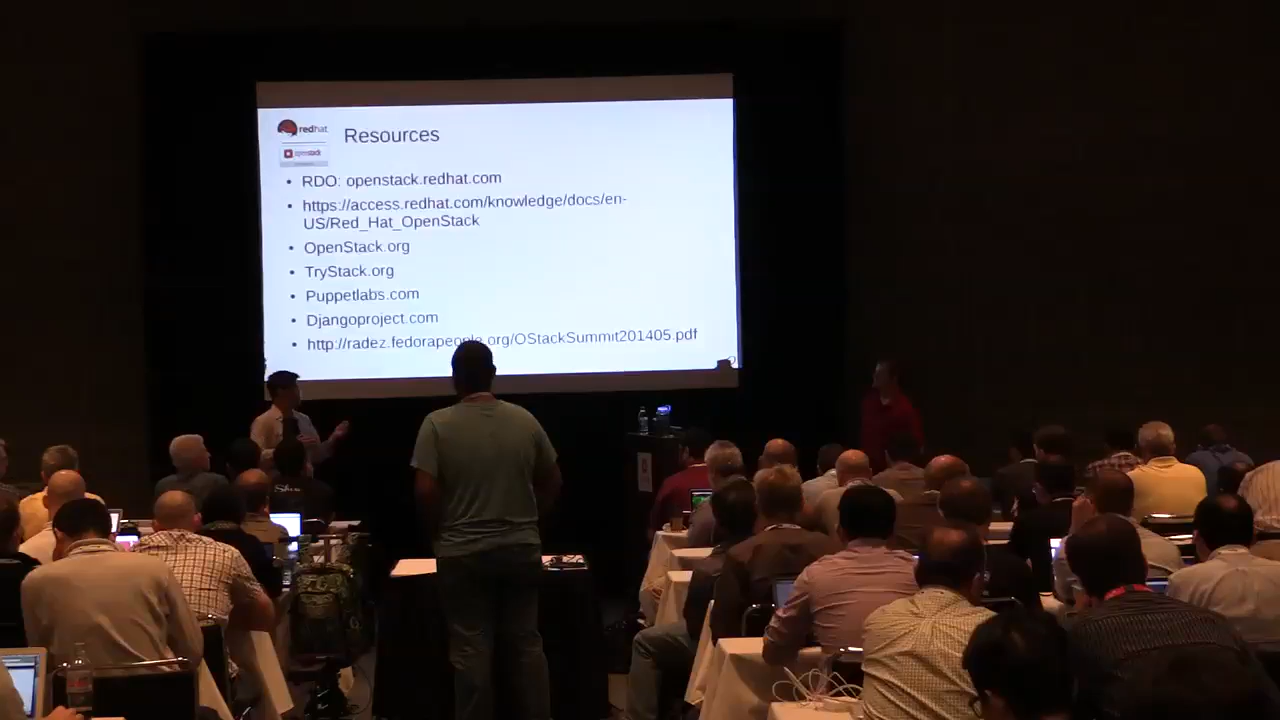 redhat
openstack
Resources
• RDO: openstack.redhat.com
• https://access.redhat.com/knowledge/docs/en-
US/Red_Hat_OpenStack
• OpenStack.org
• TryStack.org
• Puppetlabs.com
• Djangoproject.com
• http://radez.fedorapeople.org/OStackSummit201405.pdf